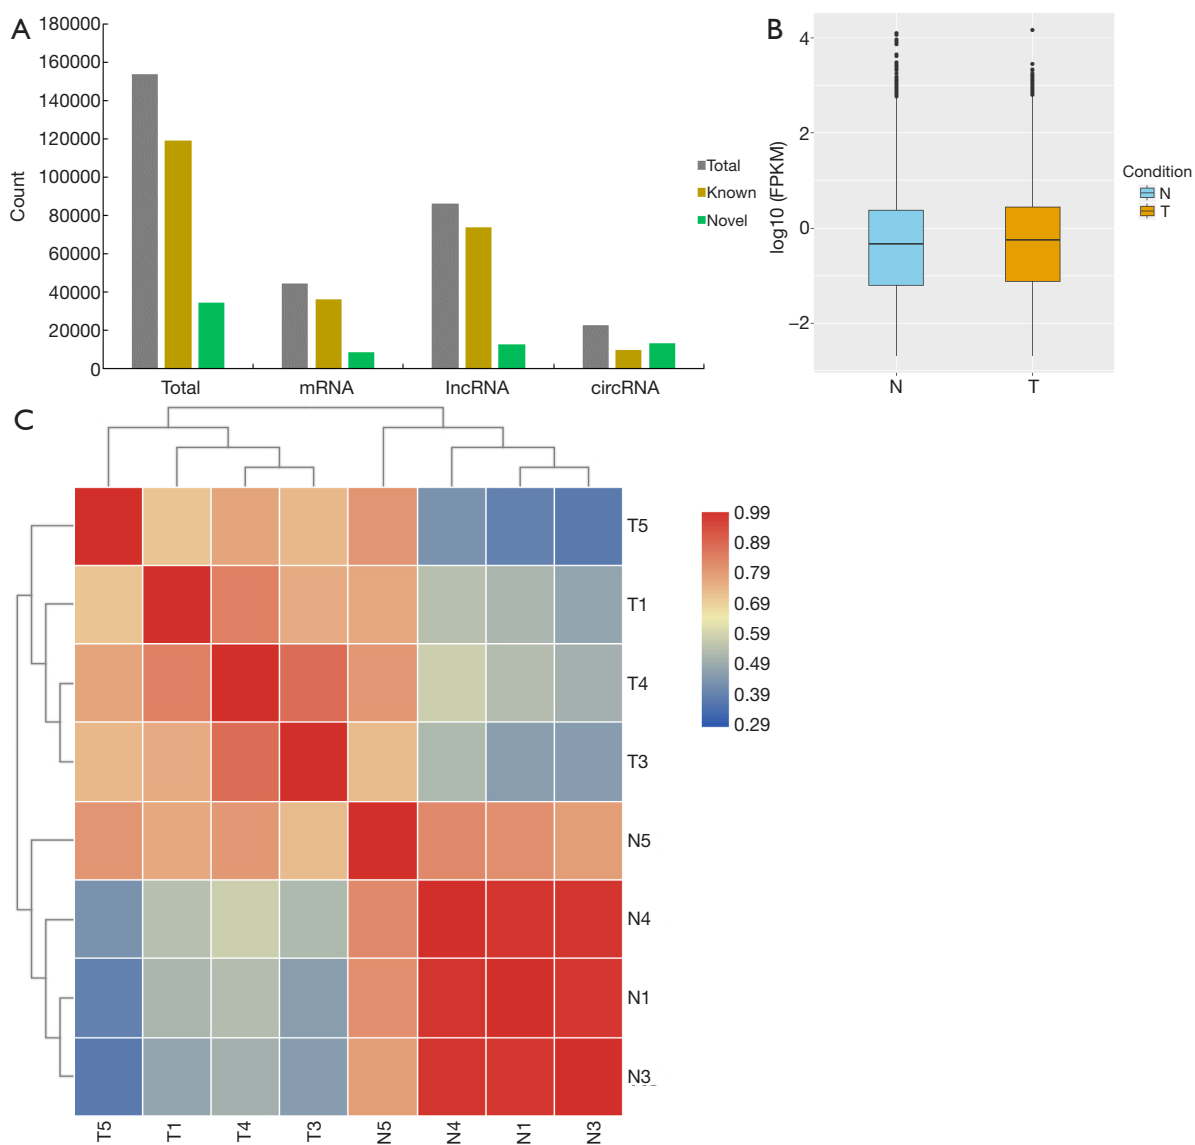 A
180000
160000
140000
120000
100000
80000
60000
40000
20000
0
Count
Total
mRNA
lncRNA
circRNA
Total
Known
Novel
B
4
2
0
−2
log10 (FPKM)
N
T
Condition
N
T
C
T5
T1
T4
T3
N5
N4
N1
N3
T5
T1
T4
T3
N5
N4
N1
N3
0.99
0.89
0.79
0.69
0.59
0.49
0.39
0.29